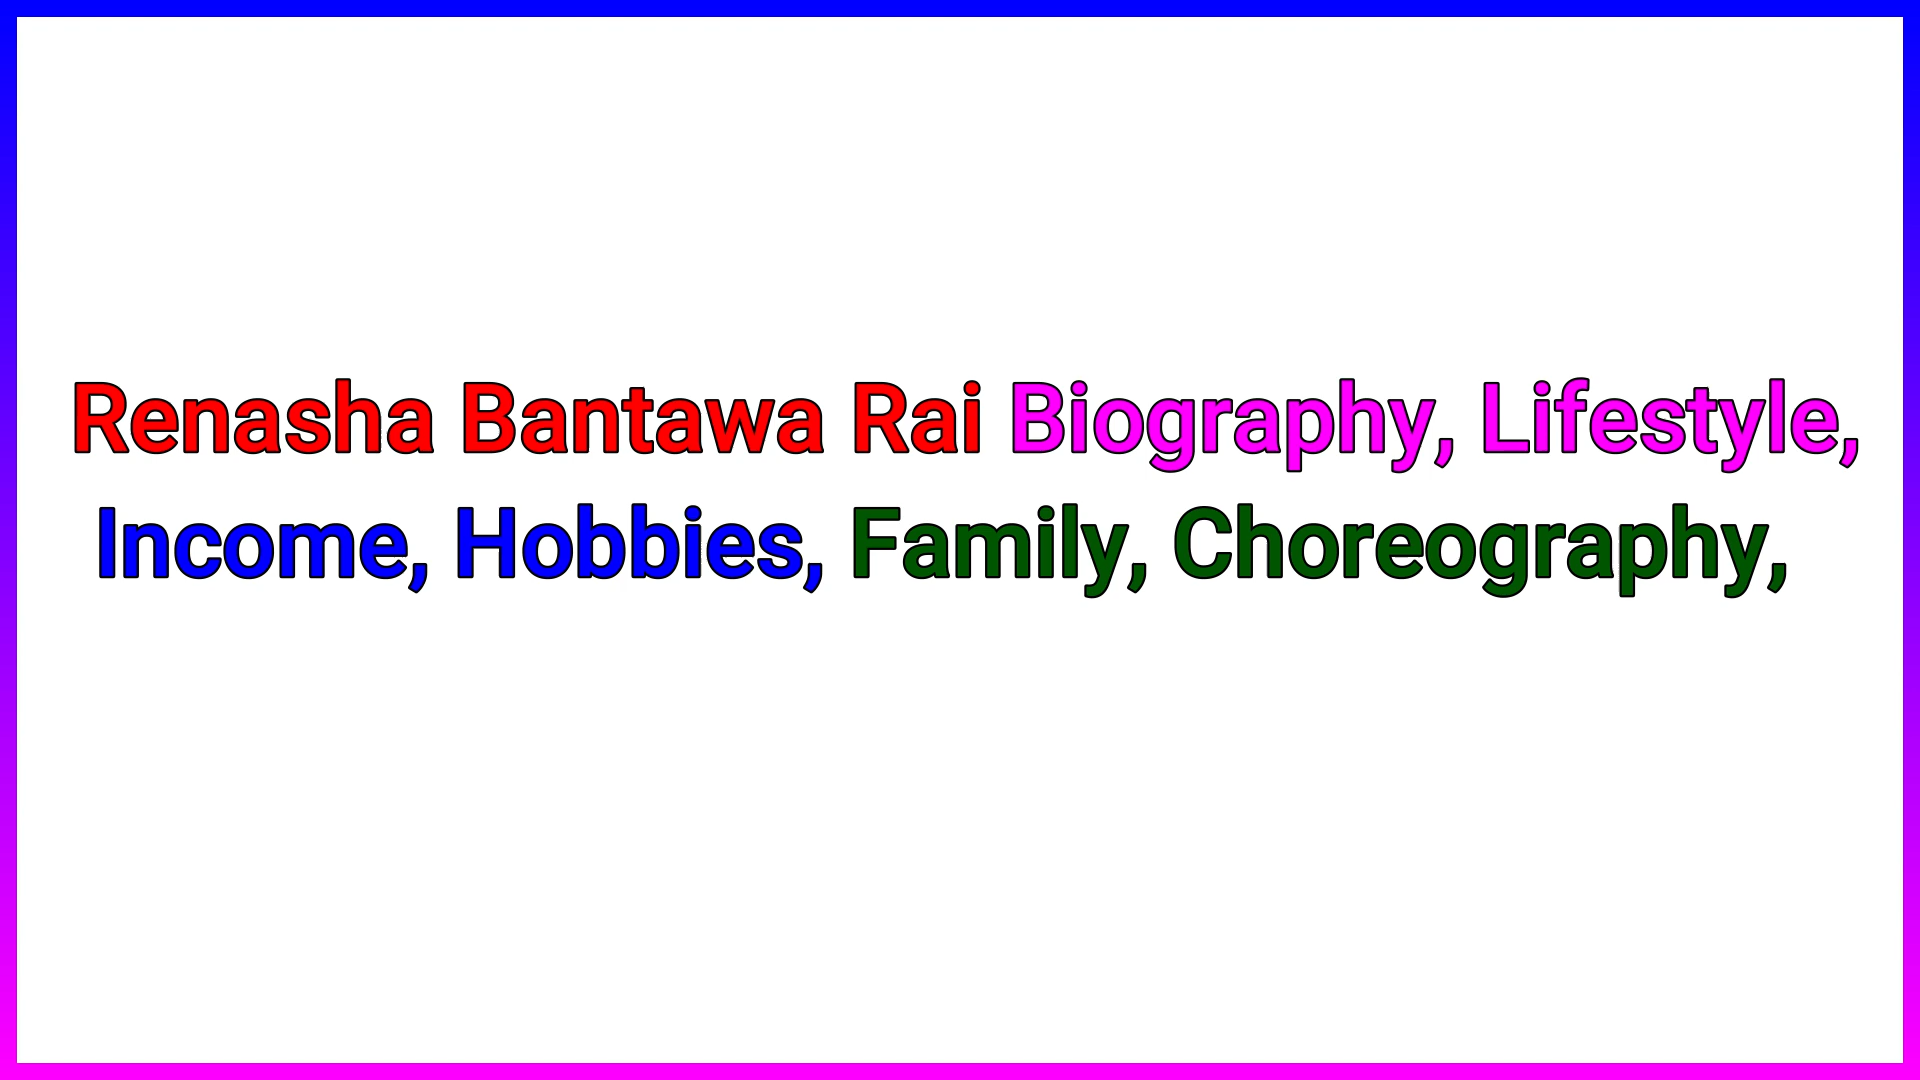 Renasha Bantawa Rai Biography, Lifestyle,
Income, Hobbies, Family, Choreography,